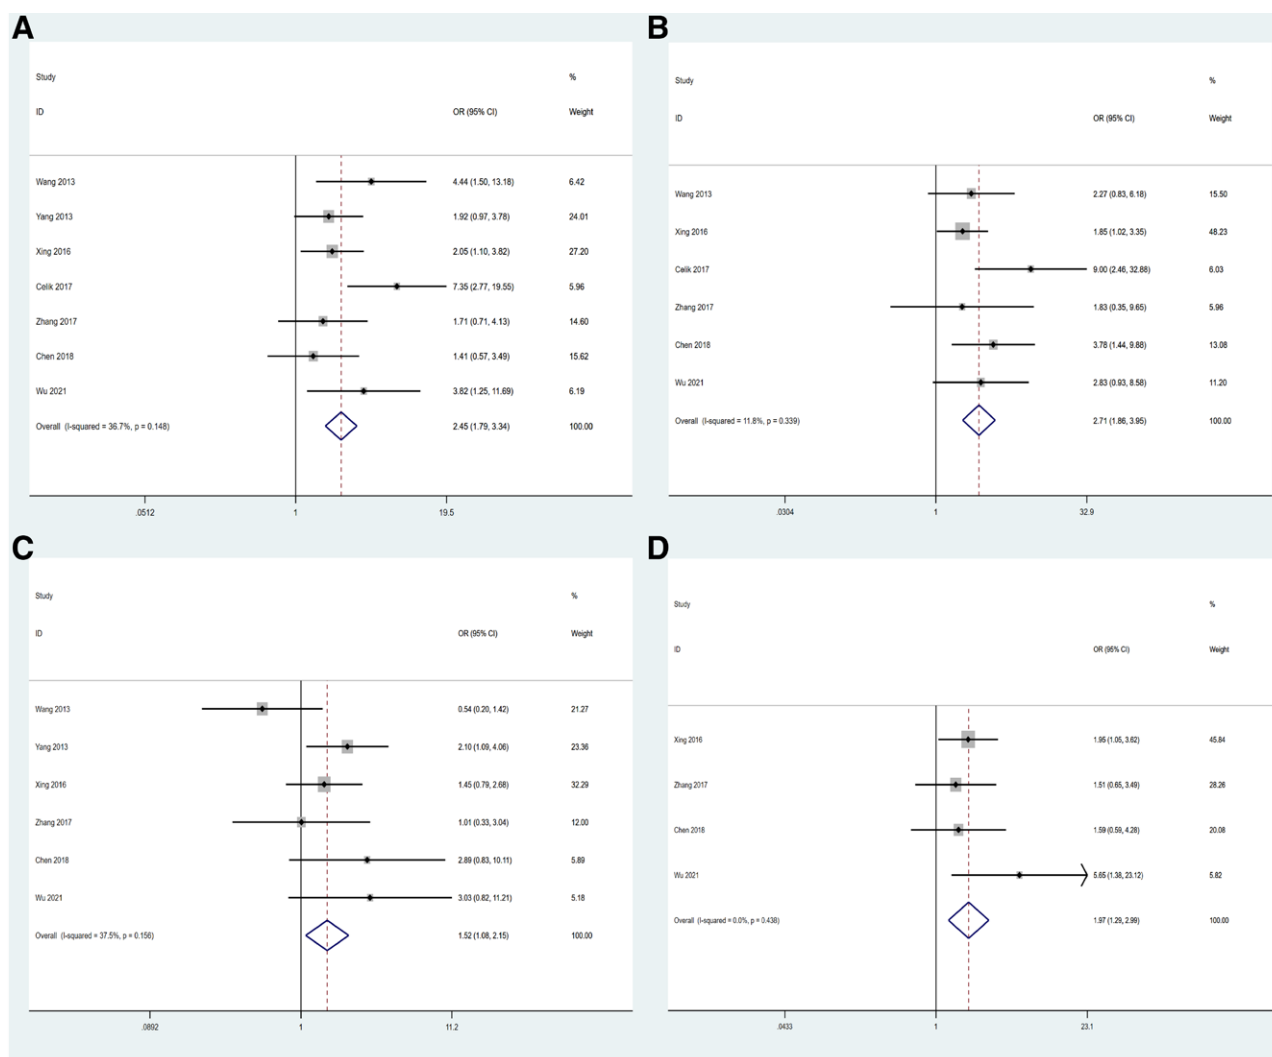 A
Study %
ID OR (95% CI) Weight
Wang 2013 4.44 (1.50, 13.18) 6.42
Yang 2013 1.92 (0.97, 3.78) 24.01
Xing 2016 2.05 (1.10, 3.82) 27.20
Celik 2017 7.35 (2.77, 19.55) 5.96
Zhang 2017 1.71 (0.71, 4.13) 14.60
Chen 2018 1.41 (0.57, 3.49) 15.62
Wu 2021 3.82 (1.25, 11.69) 6.19
Overall (I-squared = 36.7%, p = 0.148) 2.45 (1.79, 3.34) 100.00
.0512 1 19.5
B
Study %
ID OR (95% CI) Weight
Wang 2013 2.27 (0.83, 6.18) 15.50
Xing 2016 1.85 (1.02, 3.35) 48.23
Celik 2017 9.00 (2.46, 32.88) 6.03
Zhang 2017 1.83 (0.35, 9.65) 5.96
Chen 2018 3.78 (1.44, 9.88) 13.08
Wu 2021 2.83 (0.93, 8.58) 11.20
Overall (I-squared = 11.8%, p = 0.339) 2.71 (1.86, 3.95) 100.00
.0304 1 32.9
C
Study %
ID OR (95% CI) Weight
Wang 2013 0.54 (0.20, 1.42) 21.27
Yang 2013 2.10 (1.09, 4.06) 23.36
Xing 2016 1.45 (0.79, 2.68) 32.29
Zhang 2017 1.01 (0.33, 3.04) 12.00
Chen 2018 2.89 (0.83, 10.11) 5.89
Wu 2021 3.03 (0.82, 11.21) 5.18
Overall (I-squared = 37.5%, p = 0.156) 1.52 (1.08, 2.15) 100.00
.0892 1 11.2
D
Study %
ID OR (95% CI) Weight
Xing 2016 1.95 (1.05, 3.62) 45.84
Zhang 2017 1.51 (0.65, 3.49) 28.26
Chen 2018 1.59 (0.59, 4.28) 20.08
Wu 2021 5.65 (1.38, 23.12) 5.82
Overall (I-squared = 0.0%, p = 0.438) 1.97 (1.29, 2.99) 100.00
.0433 1 23.1